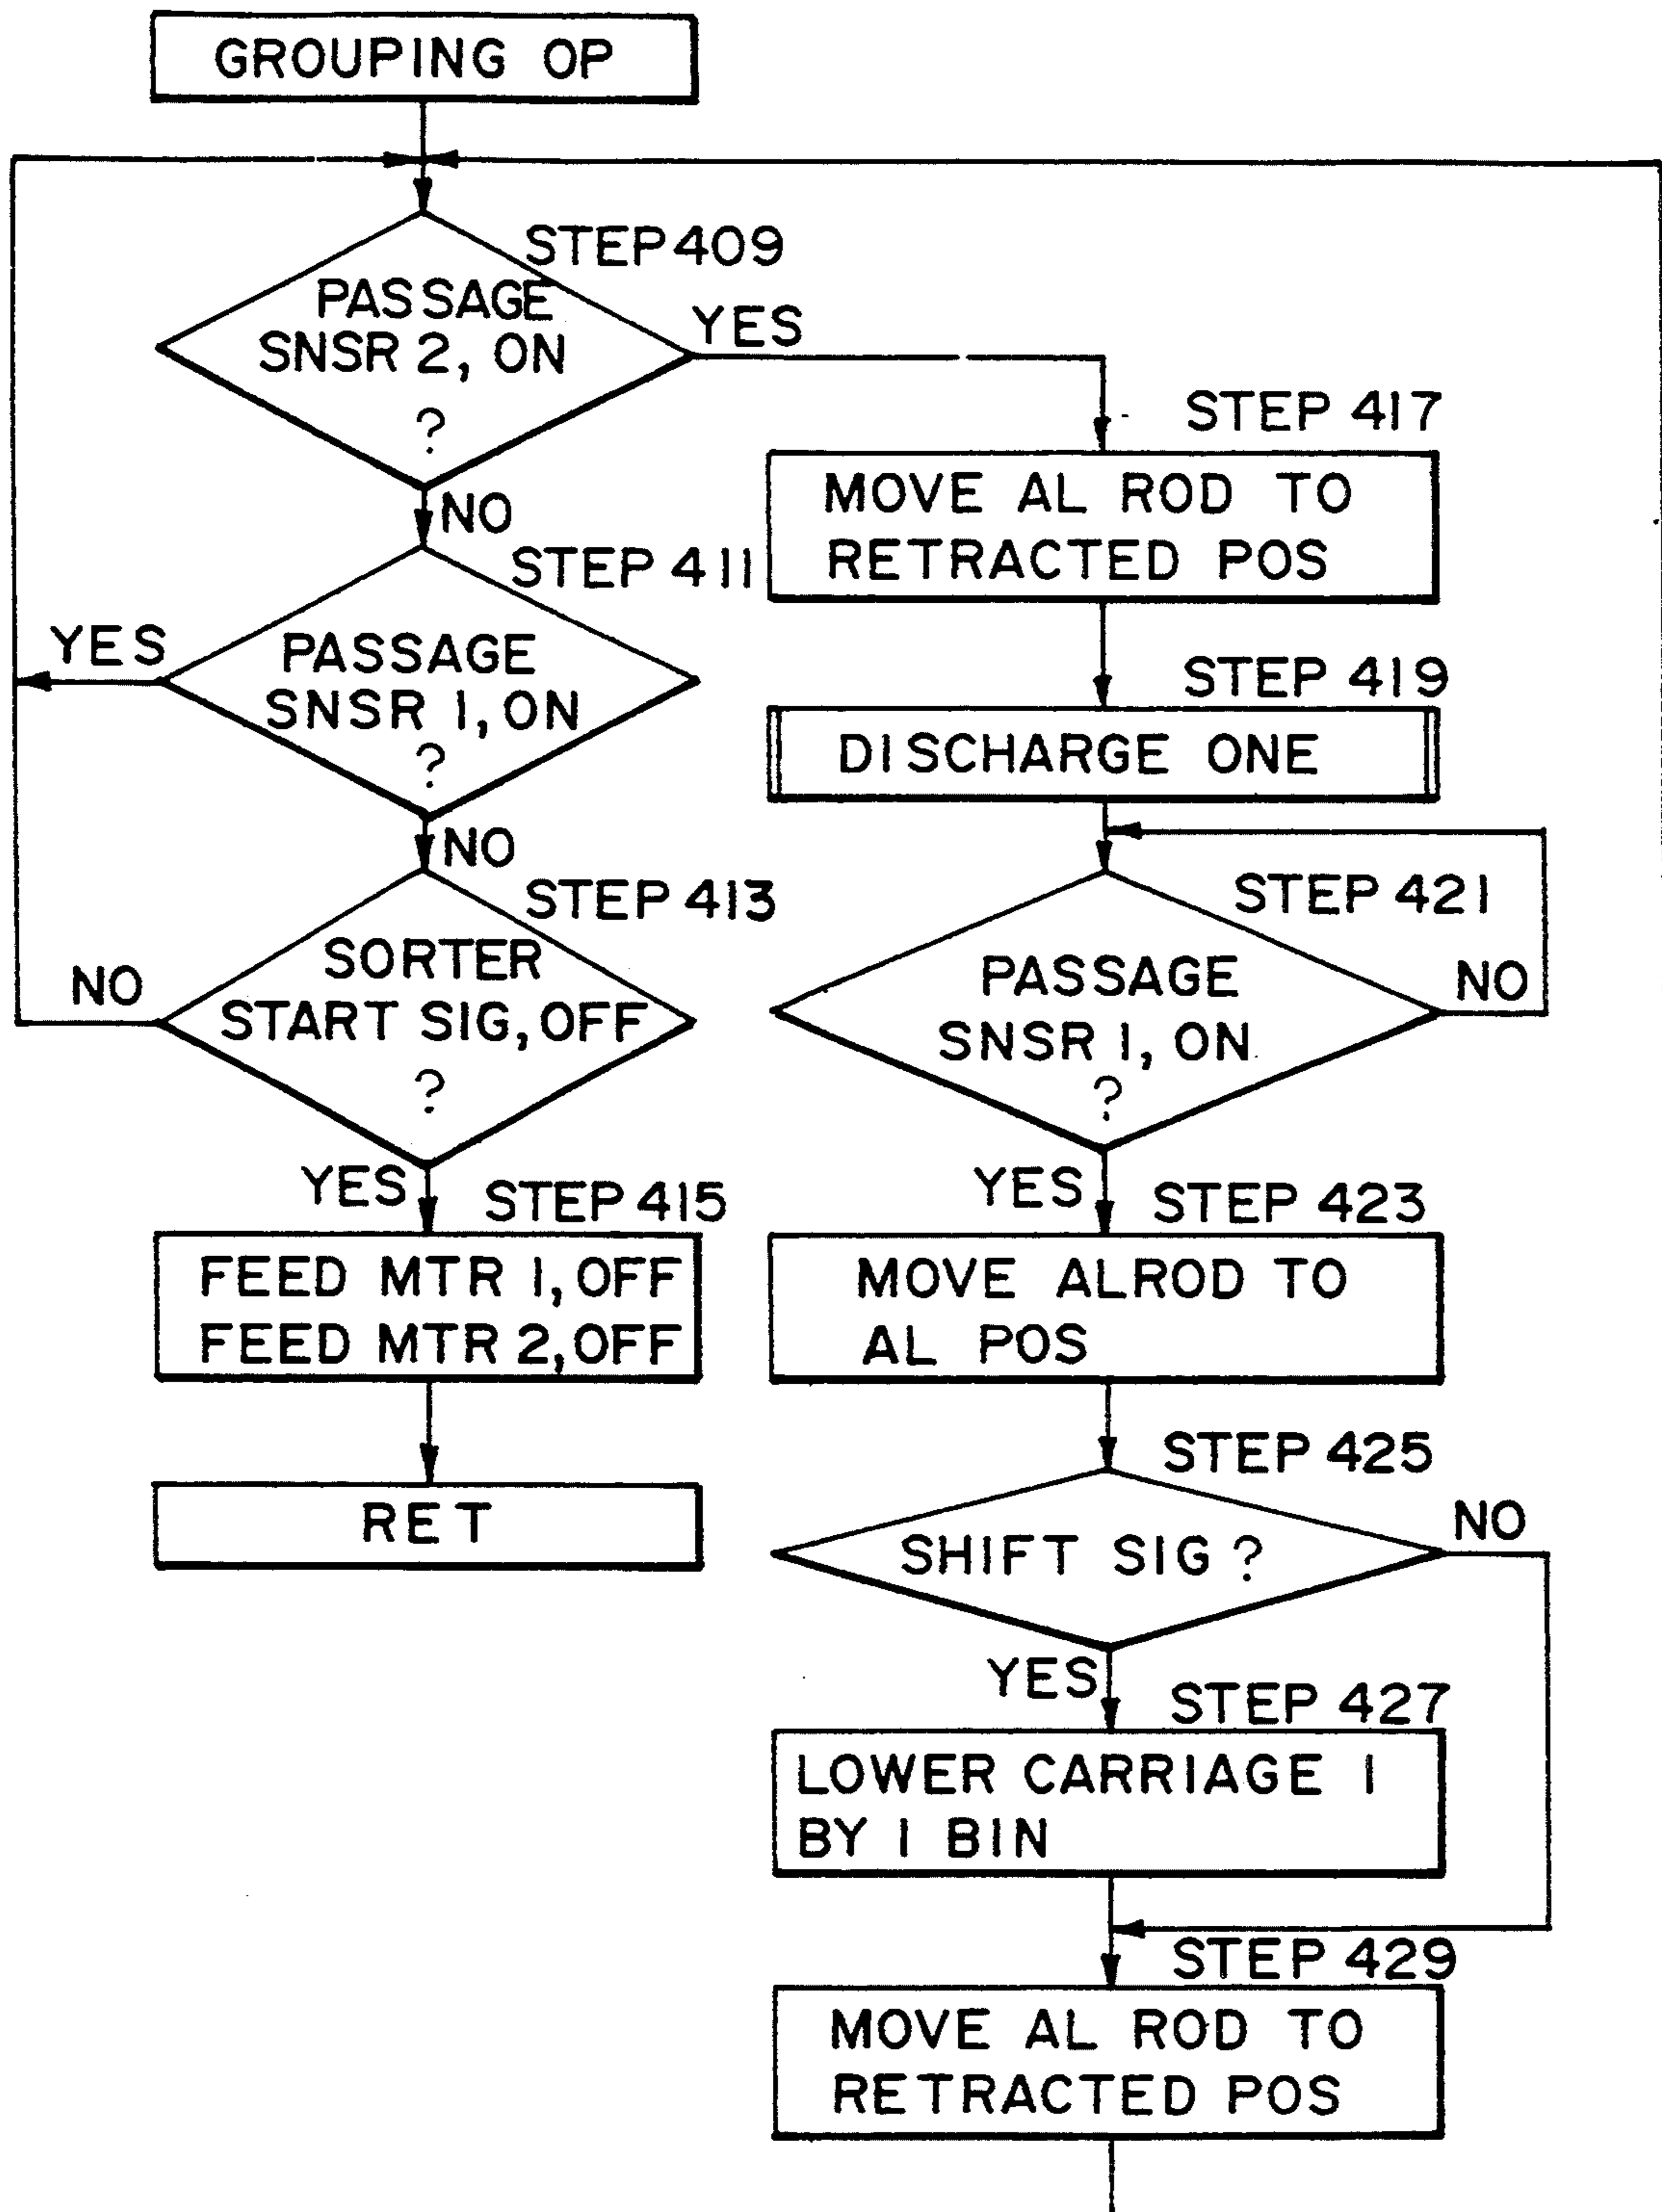 GROUPING OP
STEP 409
PASSAGE
SNSR 2, ON
?
YES
NO
STEP 411
PASSAGE
SNSR 1, ON
?
YES
NO
STEP 413
SORTER
START SIG, OFF
?
NO
YES
STEP 415
FEED MTR 1, OFF
FEED MTR 2, OFF
RET
STEP 417
MOVE AL ROD TO
RETRACTED POS
STEP 419
DISCHARGE ONE
STEP 421
PASSAGE
SNSR 1, ON
?
NO
YES
STEP 423
MOVE ALROD TO
AL POS
STEP 425
SHIFT SIG ?
NO
YES
STEP 427
LOWER CARRIAGE 1
BY 1 BIN
STEP 429
MOVE AL ROD TO
RETRACTED POS